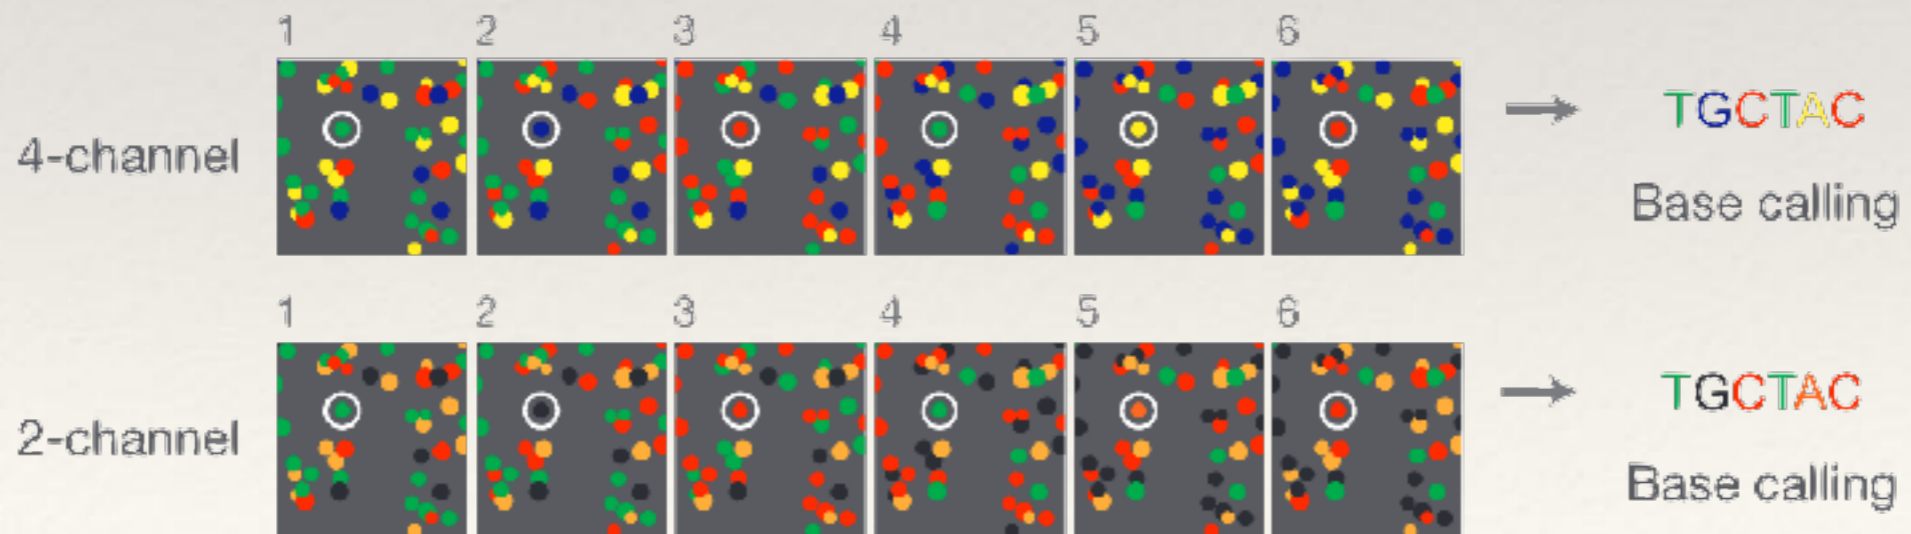 1 2 3 4 5 6
4-channel
TGCTAC
Base calling
1 2 3 4 5 6
2-channel
TGCTAC
Base calling